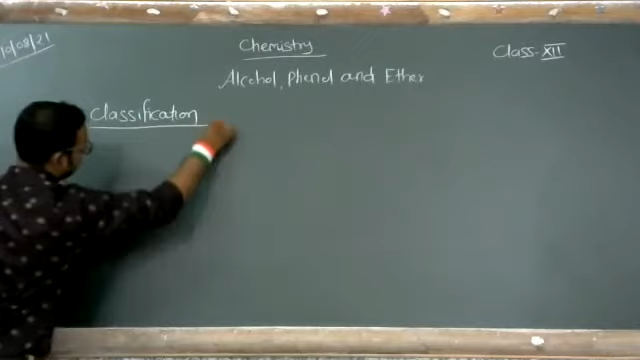 10/08/21
Chemistry
Class-XII
Alcohol, Phenol and Ether
Classification